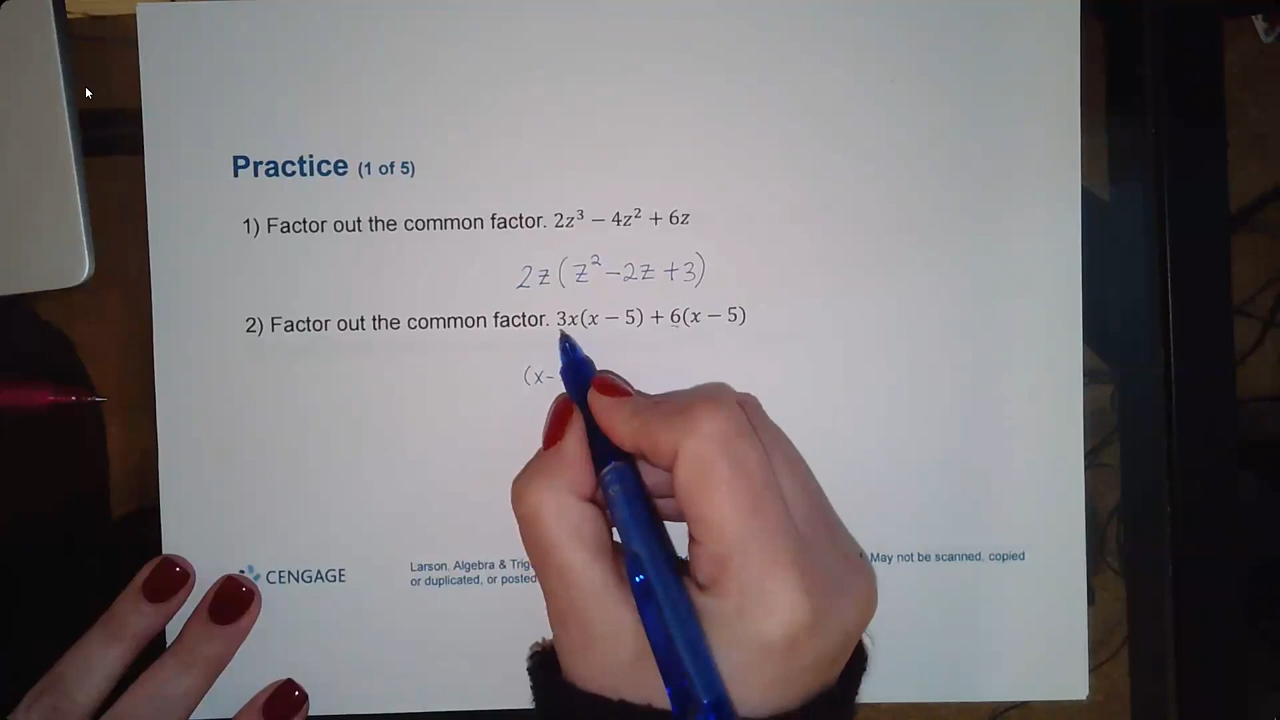 Practice (1 of 5)
1) Factor out the common factor. 2z³ − 4z² + 6z
2z(z²−2z+3)
2) Factor out the common factor. 3x(x − 5) + 6(x − 5)
(x-
CENGAGE
Larson, Algebra &
May not be scanned, copied
or duplicated, or posted